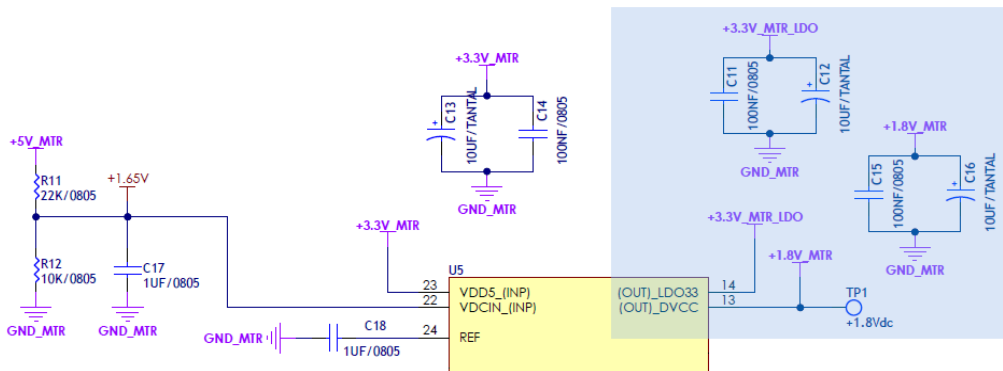 +3.3V_MTR_LDO
C11
100NF/0805
C12
10UF/TANTAL
GND_MTR
+3.3V_MTR
C13
10UF/TANTAL
C14
100NF/0805
GND_MTR
+1.8V_MTR
C15
100NF/0805
C16
10UF/TANTAL
GND_MTR
+5V_MTR
R11
22K/0805
+1.65V
R12
10K/0805
C17
1UF/0805
GND_MTR
GND_MTR
+3.3V_MTR
+3.3V_MTR_LDO
+1.8V_MTR
U5
23
VDD5_(INP)
22
VDCIN_(INP)
24
REF
(OUT)_LDO33
14
(OUT)_DVCC
13
TP1
+1.8Vdc
GND_MTR
C18
1UF/0805